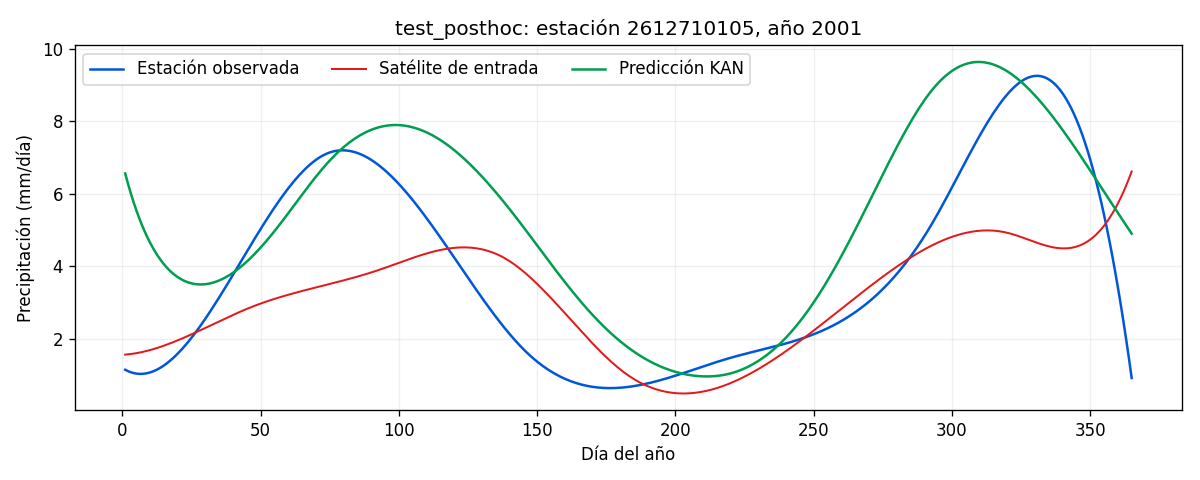 test_posthoc: estación 2612710105, año 2001
Estación observada
Satélite de entrada
Predicción KAN
Precipitación (mm/día)
10
8
6
4
2
0
50
100
150
200
250
300
350
Día del año